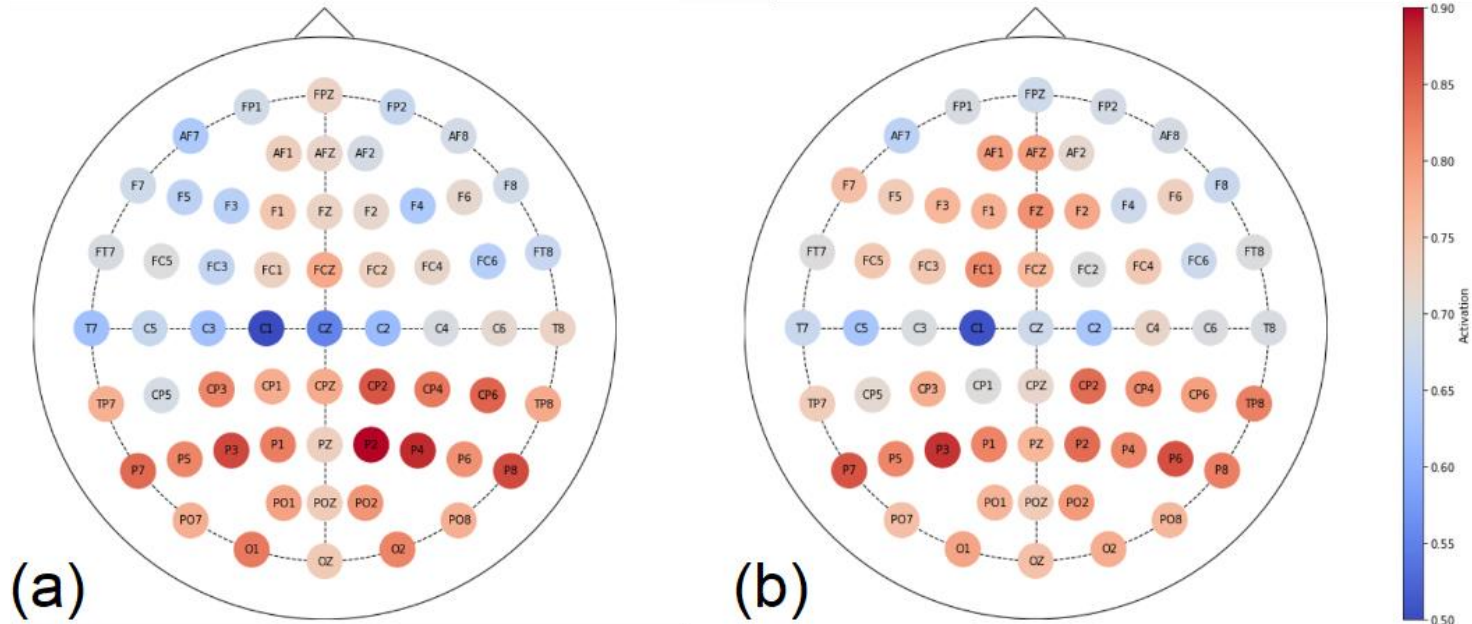 FPZ
FP1 FP2
AF7 AF8
AF1 AFZ AF2
F7 F8
F5 F3 F1 FZ F2 F4 F6
FT7 FC5 FC3 FC1 FCZ FC2 FC4 FC6 FT8
T7 C5 C3 C1 CZ C2 C4 C6 T8
TP7 CP5 CP3 CP1 CPZ CP2 CP4 CP6 TP8
P7 P5 P3 P1 PZ P2 P4 P6 P8
PO7 PO1 POZ PO2 PO8
O1 OZ O2
(a)
FPZ
FP1 FP2
AF7 AF8
AF1 AFZ AF2
F7 F8
F5 F3 F1 FZ F2 F4 F6
FT7 FC5 FC3 FC1 FCZ FC2 FC4 FC6 FT8
T7 C5 C3 C1 CZ C2 C4 C6 T8
TP7 CP5 CP3 CP1 CPZ CP2 CP4 CP6 TP8
P7 P5 P3 P1 PZ P2 P4 P6 P8
PO7 PO1 POZ PO2 PO8
O1 OZ O2
(b)
0.90
0.85
0.80
0.75
0.70
0.65
0.60
0.55
0.50
Activation